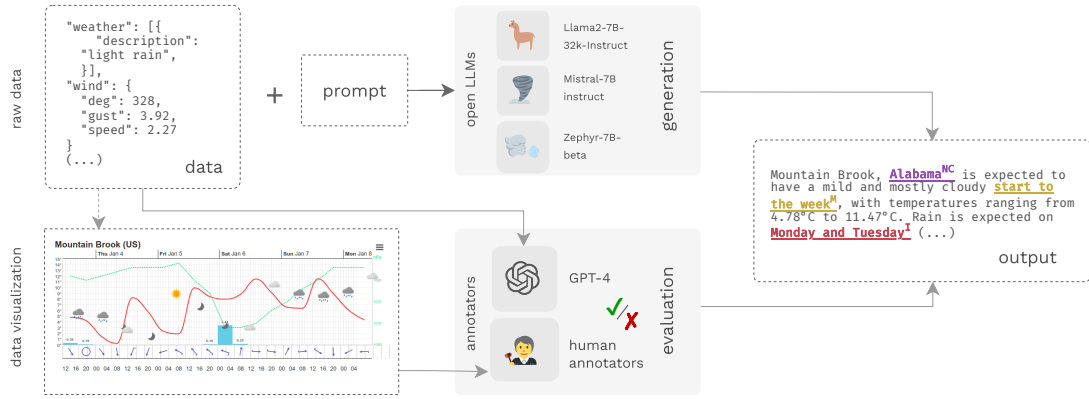 raw data
"weather": [{
"description":
"light rain",
}],
"wind": {
"deg": 328,
"gust": 3.92,
"speed": 2.27
}
(...)
data
+
prompt
open LLMs
Llama2-7B-
32k-Instruct
Mistral-7B
instruct
Zephyr-7B-
beta
generation
Mountain Brook, Alabama^NC is expected to
have a mild and mostly cloudy start to
the week^M, with temperatures ranging from
4.78°C to 11.47°C. Rain is expected on
Monday and Tuesday^I (...)
output
data visualization
Mountain Brook (US)
Thu Jan 4
Fri Jan 5
Sat Jan 6
Sun Jan 7
Mon Jan 8
12 16 20 00 04 08 12 16 20 00 04 08 12 16 20 00 04 08 12 16 20 00 04 08 12 16 20 00 04
annotators
GPT-4
human
annotators
evaluation